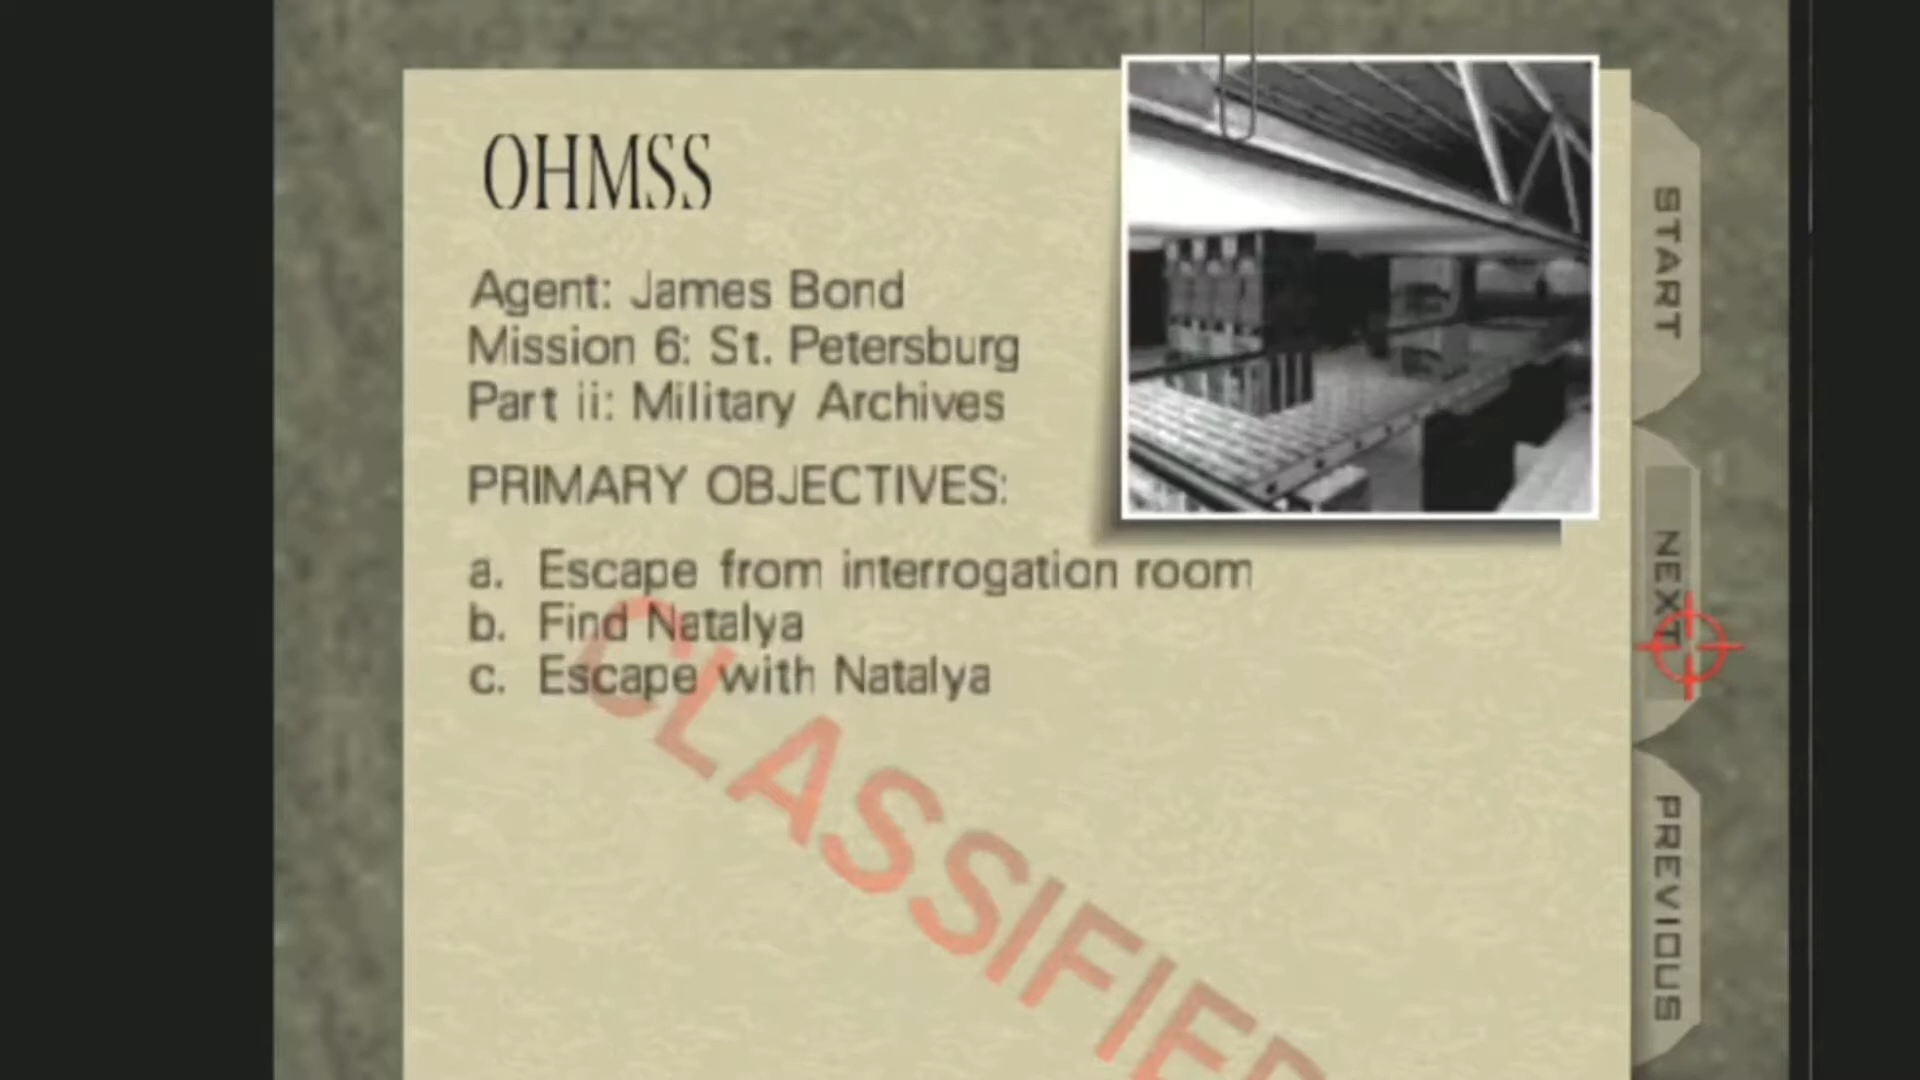 OHMSS
Agent: James Bond
Mission 6: St. Petersburg
Part ii: Military Archives
PRIMARY OBJECTIVES:
a. Escape from interrogation room
b. Find Natalya
c. Escape with Natalya
CLASSIFIED
START
NEXT
PREVIOUS